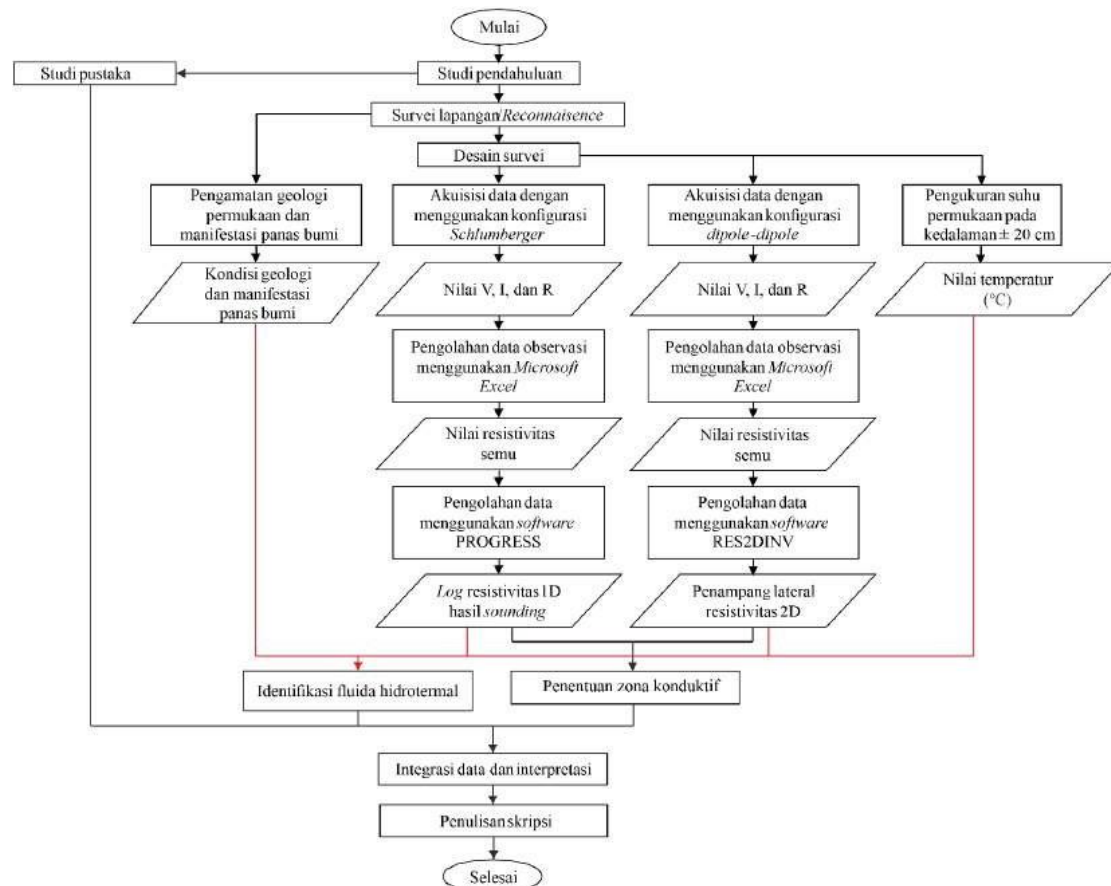 Mulai
Studi pustaka
Studi pendahuluan
Survei lapangan/Reconnaisence
Desain survei
Pengamatan geologi
permukaan dan
manifestasi panas bumi
Akuisisi data dengan
menggunakan konfigurasi
Schlumberger
Akuisisi data dengan
menggunakan konfigurasi
dipole-dipole
Pengukuran suhu
permukaan pada
kedalaman ± 20 cm
Kondisi geologi
dan manifestasi
panas bumi
Nilai V, I, dan R
Nilai V, I, dan R
Nilai temperatur
(°C)
Pengolahan data observasi
menggunakan Microsoft
Excel
Pengolahan data observasi
menggunakan Microsoft
Excel
Nilai resistivitas
semu
Nilai resistivitas
semu
Pengolahan data
menggunakan software
PROGRESS
Pengolahan data
menggunakan software
RES2DINV
Log resistivitas 1D
hasil sounding
Penampang lateral
resistivitas 2D
Identifikasi fluida hidrotermal
Penentuan zona konduktif
Integrasi data dan interpretasi
Penulisan skripsi
Selesai